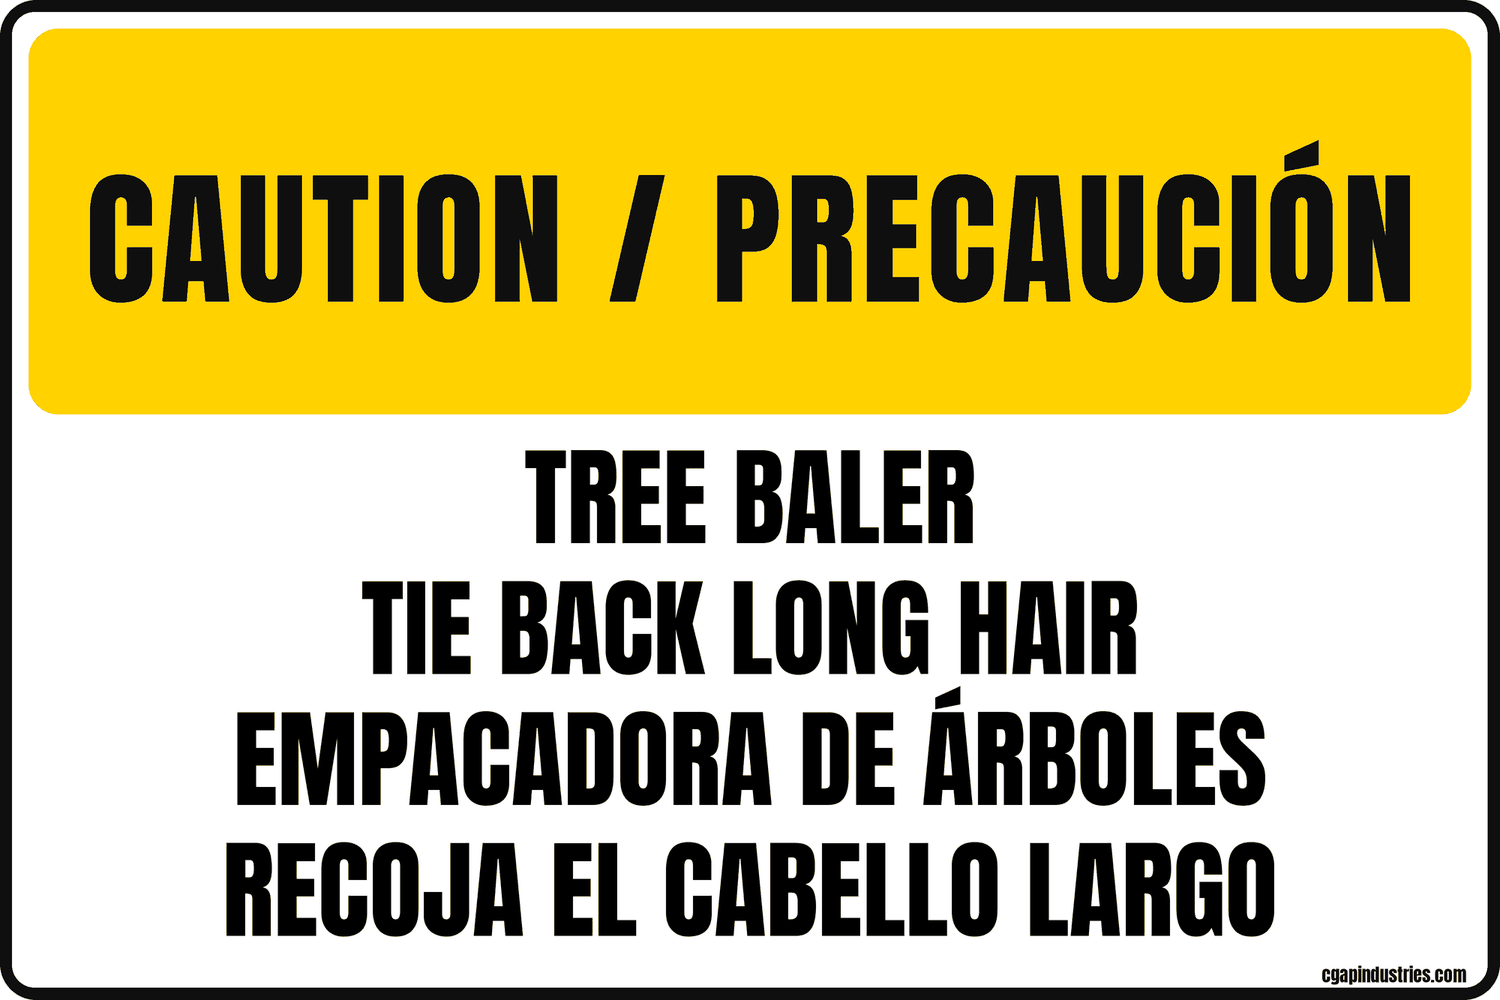 CAUTION / PRECAUCIÓN
TREE BALER
TIE BACK LONG HAIR
EMPACADORA DE ÁRBOLES
RECOJA EL CABELLO LARGO
cgapindustries.com